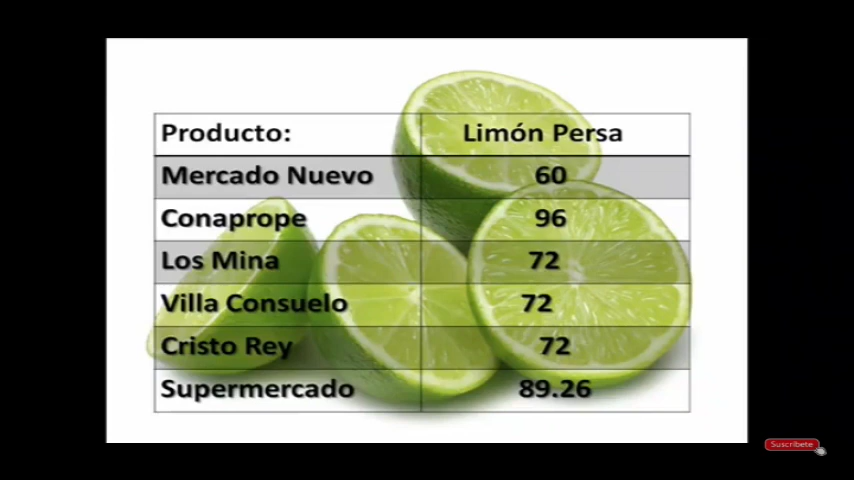 Producto: Limón Persa
Mercado Nuevo 60
Conaprope 96
Los Mina 72
Villa Consuelo 72
Cristo Rey 72
Supermercado 89.26
Suscribete